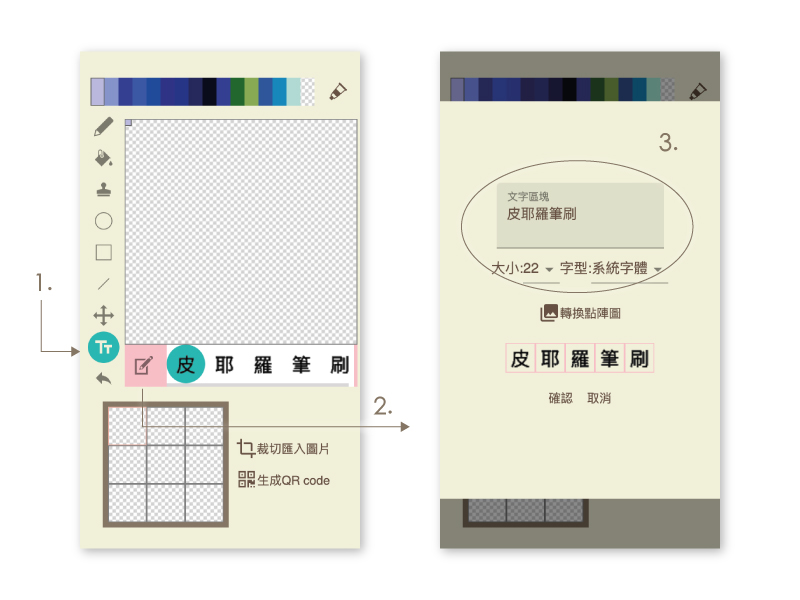 1.
TT
皮 耶 羅 筆 刷
2.
裁切匯入圖片
生成QR code
3.
文字區塊
皮耶羅筆刷
大小:22 字型:系統字體
轉換點陣圖
皮 耶 羅 筆 刷
確認 取消